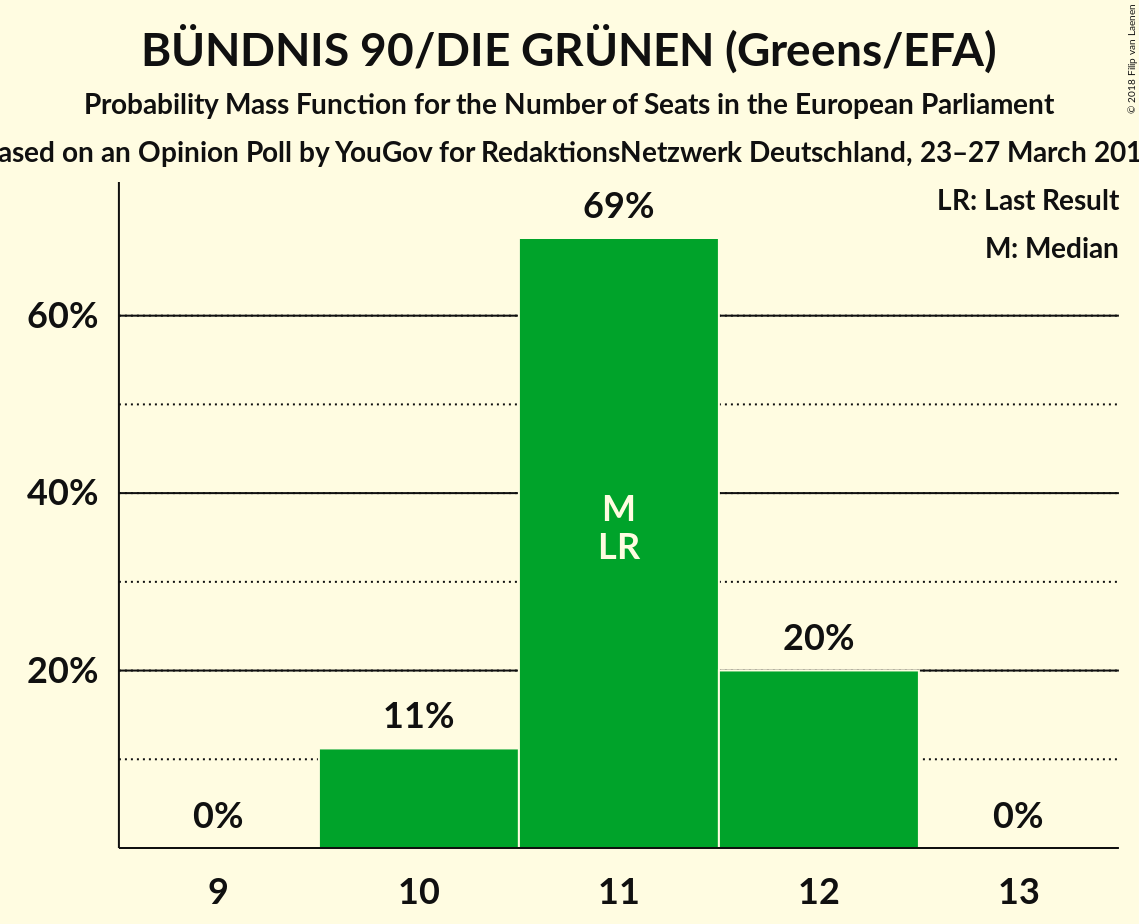 BÜNDNIS 90/DIE GRÜNEN (Greens/EFA)
Probability Mass Function for the Number of Seats in the European Parliament
ased on an Opinion Poll by YouGov for RedaktionsNetzwerk Deutschland, 23–27 March 201
© 2018 Filip van Laenen
LR: Last Result
M: Median
69%
60%
40%
20%
M
LR
20%
11%
0%
0%
9
10
11
12
13